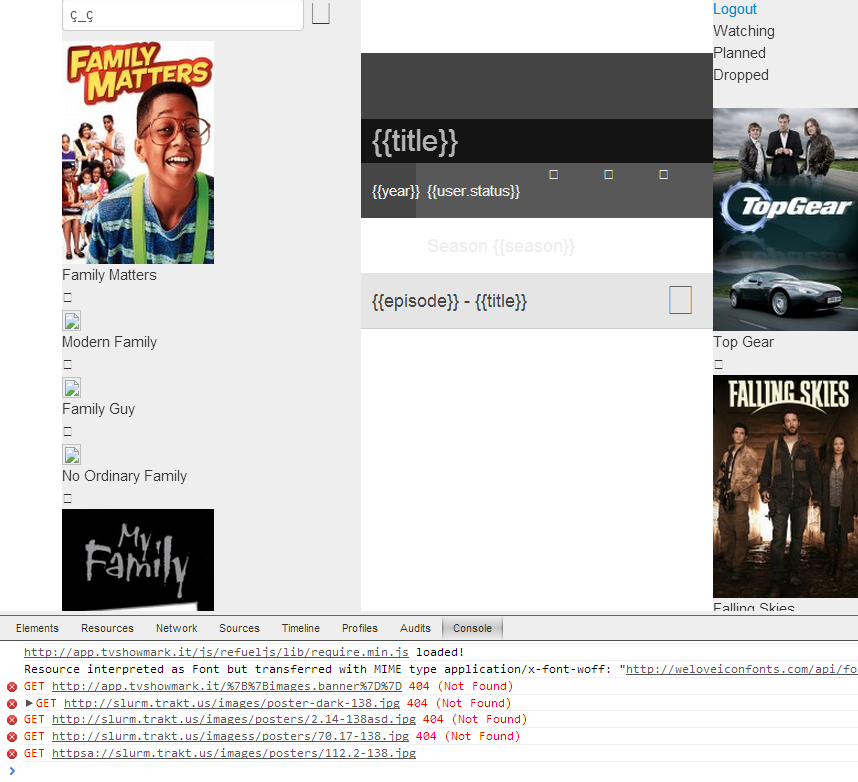 ç_ç
FAMILY
MATTERS
Family Matters
Modern Family
Family Guy
No Ordinary Family
My
Family
{{title}}
{{year}} {{user.status}}
Season {{season}}
{{episode}} - {{title}}
Logout
Watching
Planned
Dropped
TopGear
Top Gear
FALLING SKIES
Falling Skies
Elements Resources Network Sources Timeline Profiles Audits Console
http://app.tvshowmark.it/js/refueljs/lib/require.min.js loaded!
Resource interpreted as Font but transferred with MIME type application/x-font-woff: "http://weloveiconfonts.com/api/fo
GET http://app.tvshowmark.it/%7B%7Bimages.banner%7D%7D 404 (Not Found)
GET http://slurm.trakt.us/images/poster-dark-138.jpg 404 (Not Found)
GET http://slurm.trakt.us/images/posters/2.14-138asd.jpg 404 (Not Found)
GET http://slurm.trakt.us/imagess/posters/70.17-138.jpg 404 (Not Found)
GET httpsa://slurm.trakt.us/images/posters/112.2-138.jpg